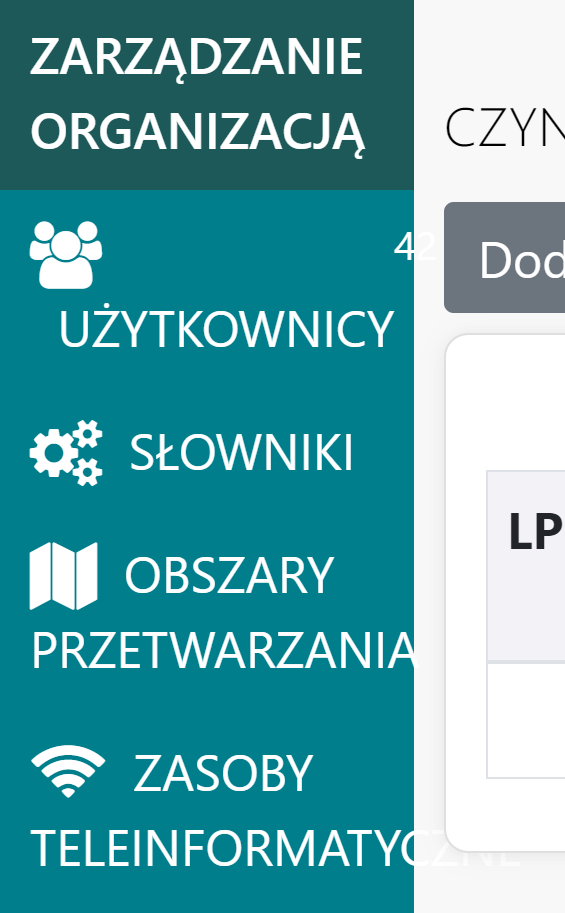 ZARZĄDZANIE
ORGANIZACJĄ
CZYN
42
Dod
UŻYTKOWNICY
SŁOWNIKI
LP
OBSZARY
PRZETWARZANIA
ZASOBY
TELEINFORMATYCZNE